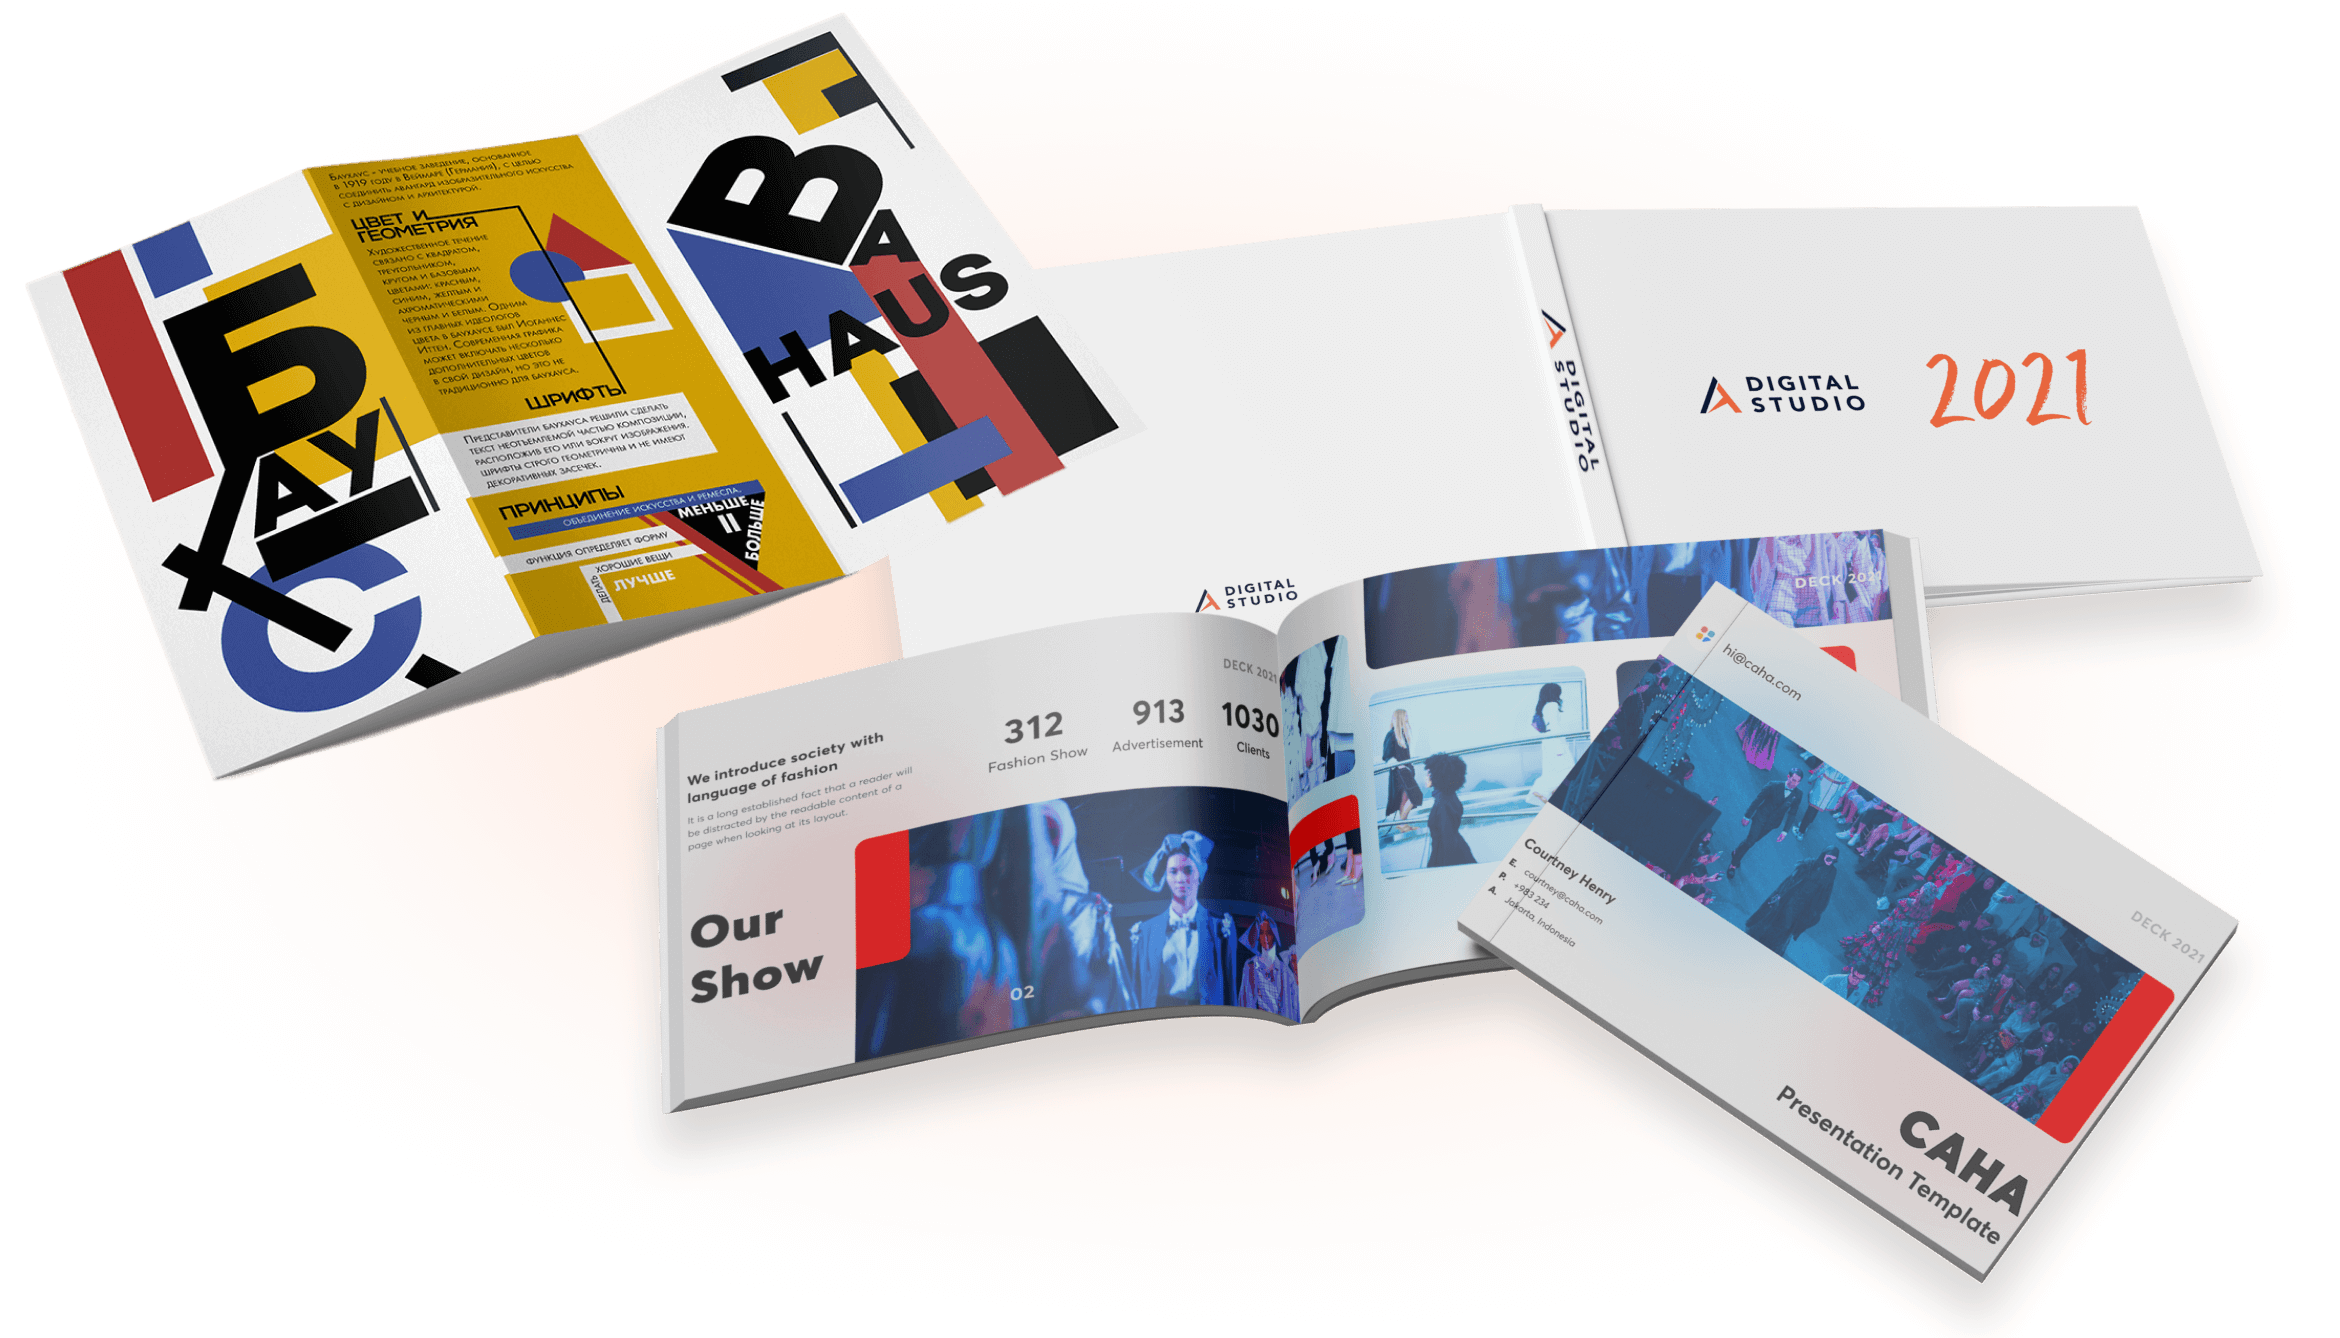 БАУХАУС - УЧЕБНОЕ ЗАВЕДЕНИЕ, ОСНОВАННОЕ
В 1919 ГОДУ В ВЕЙМАРЕ (ГЕРМАНИЯ), С ЦЕЛЬЮ
СОЕДИНИТЬ АВАНГАРД ИЗОБРАЗИТЕЛЬНОГО ИСКУССТВА
С ДИЗАЙНОМ И АРХИТЕКТУРОЙ.
ЦВЕТ И
ГЕОМЕТРИЯ
ХУДОЖЕСТВЕННОЕ ТЕЧЕНИЕ
СВЯЗАНО С КВАДРАТОМ,
ТРЕУГОЛЬНИКОМ,
КРУГОМ И БАЗОВЫМИ
ЦВЕТАМИ: КРАСНЫМ,
СИНИМ, ЖЕЛТЫМ И
АХРОМАТИЧЕСКИМИ
ЧЕРНЫМ И БЕЛЫМ. ОДНИМ
ИЗ ГЛАВНЫХ ИДЕОЛОГОВ
ЦВЕТА В БАУХАУСЕ БЫЛ ИОГАННЕС
ИТТЕН. СОВРЕМЕННАЯ ГРАФИКА
МОЖЕТ ВКЛЮЧАТЬ НЕСКОЛЬКО
ДОПОЛНИТЕЛЬНЫХ ЦВЕТОВ
В СВОЙ ДИЗАЙН, НО ЭТО НЕ
ТРАДИЦИОННО ДЛЯ БАУХАУСА.
ШРИФТЫ
ПРЕДСТАВИТЕЛИ БАУХАУСА РЕШИЛИ СДЕЛАТЬ
ТЕКСТ НЕОТЪЕМЛЕМОЙ ЧАСТЬЮ КОМПОЗИЦИИ,
РАСПОЛОЖИВ ЕГО ИЛИ ВОКРУГ ИЗОБРАЖЕНИЯ.
ШРИФТЫ СТРОГО ГЕОМЕТРИЧНЫ И НЕ ИМЕЮТ
ДЕКОРАТИВНЫХ ЗАСЕЧЕК.
ПРИНЦИПЫ
ОБЪЕДИНЕНИЕ ИСКУССТВА И РЕМЕСЛА.
МЕНЬШЕ
II
БОЛЬШЕ
ФУНКЦИЯ ОПРЕДЕЛЯЕТ ФОРМУ
ДЕЛАТЬ
ХОРОШИЕ ВЕЩИ
ЛУЧШЕ
БАУХАУС
BAUHAUS
DIGITAL
STUDIO
DIGITAL
STUDIO
2021
DIGITAL
STUDIO
DECK 2021
312
Fashion Show
913
Advertisement
1030
Clients
We introduce society with
language of fashion
It is a long established fact that a reader will
be distracted by the readable content of a
page when looking at its layout.
Our
Show
02
DECK 2021
hi@caha.com
Courtney Henry
E. courtney@caha.com
P. +983 234
A. Jakarta, Indonesia
DECK 2021
CAHA
Presentation Template